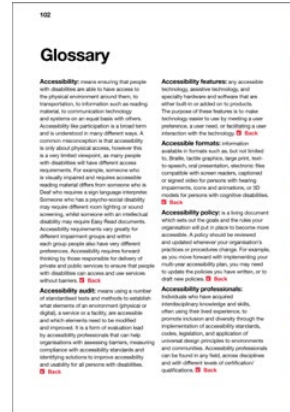 102
Glossary
Accessibility: means ensuring that people
with disabilities are able to have access to
the physical environment around them, to
transportation, to information such as reading
material, to communication technology
and systems on an equal basis with others.
Accessibility like participation is a broad term
and is understood in many different ways. A
common misconception is that accessibility
is only about physical access, however this
is a very limited viewpoint, as many people
with disabilities will have different access
requirements. For example, someone who
is visually impaired and requires accessible
reading material differs from someone who is
Deaf who requires a sign language interpreter.
Someone who has a psycho-social disability
may require different room lighting or sound
screening, whilst someone with an intellectual
disability may require Easy Read documents.
Accessibility requirements vary greatly for
different impairment groups and within
each group people also have very different
preferences. Accessibility requires forward
thinking by those responsible for delivery of
private and public services to ensure that people
with disabilities can access and use services
without barriers. Back
Accessibility audit: means using a number
of standardised tests and methods to establish
what elements of an environment (physical or
digital), a service or a facility, are accessible
and which elements need to be modified
and improved. It is a form of evaluation lead
by accessibility professionals that can help
organisations with assessing barriers, measuring
compliance with accessibility standards and
identifying solutions to improve accessibility
and usability for all persons with disabilities.
Back
Accessibility features: any accessible
technology, assistive technology, and
specialty hardware and software that are
either built-in or added on to products.
The purpose of these features is to make
technology easier to use by meeting a user
preference, a user need, or facilitating a user
interaction with the technology. Back
Accessible formats: information
available in formats such as, but not limited
to, Braille, tactile graphics, large print, text-
to-speech, oral presentation, electronic files
compatible with screen readers, captioned
or signed video for persons with hearing
impairments, icons and animations, or 3D
models for persons with cognitive disabilities.
Back
Accessibility policy: is a living document
which sets out the goals and the rules your
organisation will put in place to become more
accessible. A policy should be reviewed
and updated whenever your organisation's
practices or procedures change. For example,
as you move forward with implementing your
multi-year accessibility plan, you may need
to update the policies you have written, or to
draft new policies. Back
Accessibility professionals:
Individuals who have acquired
interdisciplinary knowledge and skills,
often using their lived experience, to
promote inclusion and diversity through the
implementation of accessibility standards,
codes, legislation, and application of
universal design principles to environments
and communities. Accessibility professionals
can be found in any field, across disciplines
and with different levels of certification/
qualifications. Back